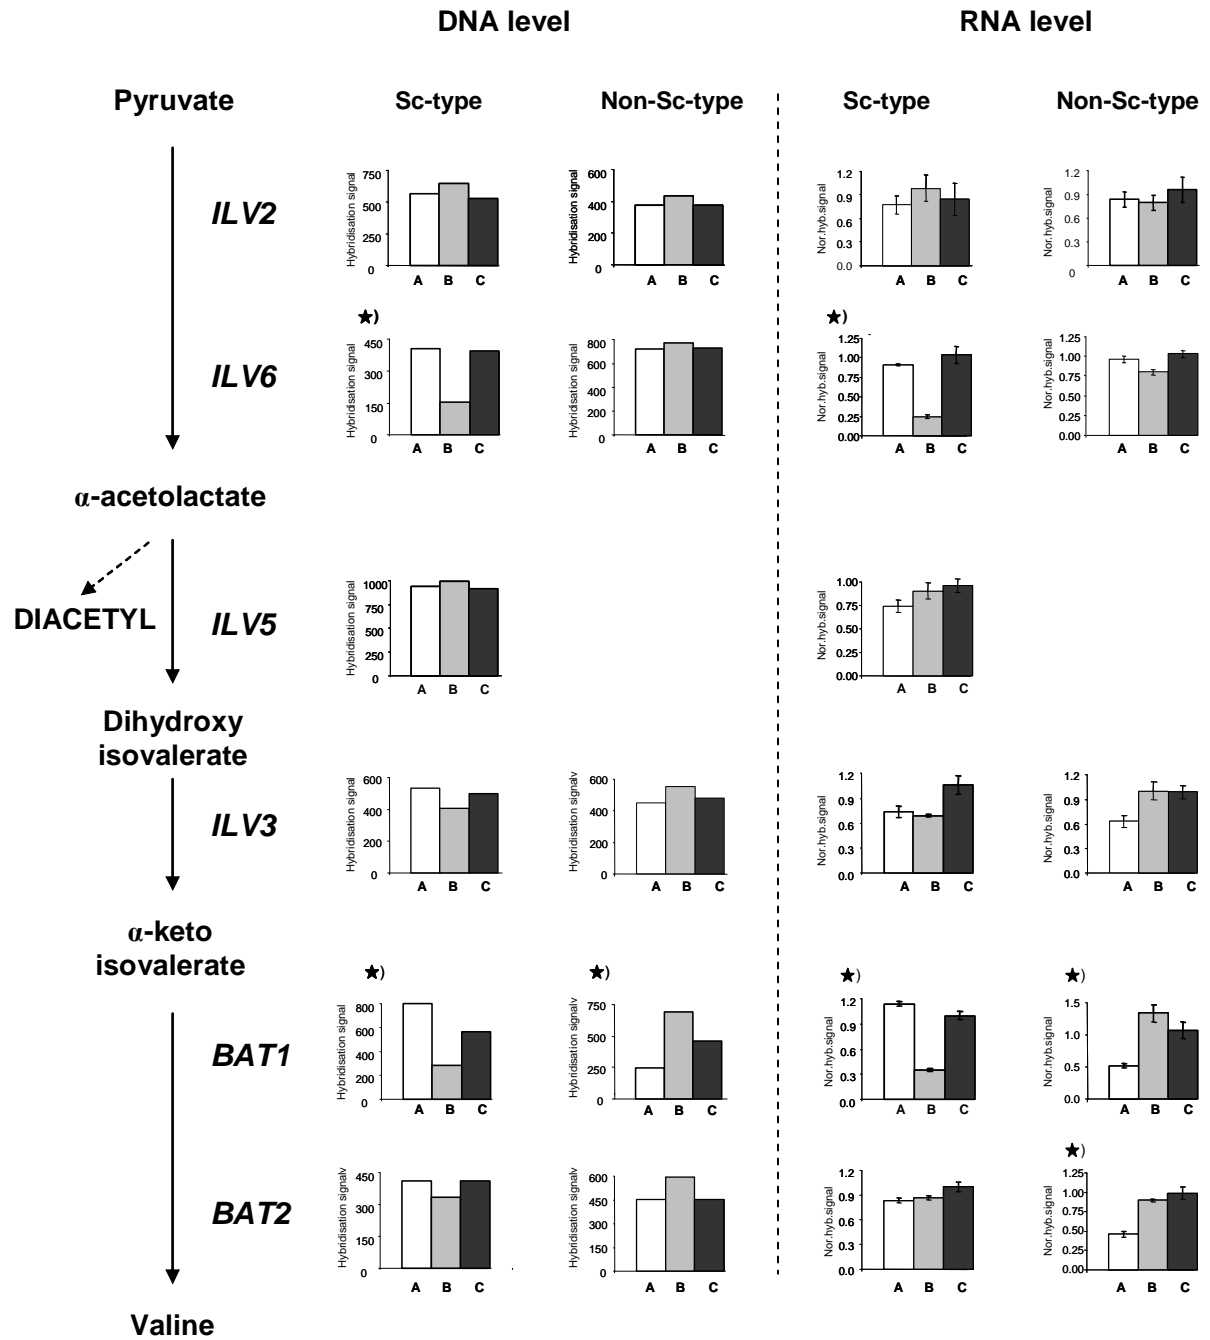 DNA level RNA level
Pyruvate Sc-type Non-Sc-type Sc-type Non-Sc-type
ILV2
Hybridisation signal 750 500 250 0 A B C
Hybridisation signal 600 400 200 0 A B C
Nor.hyb.signal 1.2 0.9 0.6 0.3 0.0 A B C
Nor.hyb.signal 1.2 0.9 0.6 0.3 0 A B C
ILV6
★) Hybridisation signal 450 300 150 0 A B C
Hybridisation signal 800 600 400 200 0 A B C
★) Nor.hyb.signal 1.25 1.00 0.75 0.50 0.25 0.00 A B C
Nor.hyb.signal 1.25 1.00 0.75 0.50 0.25 0.00 A B C
α-acetolactate
DIACETYL
ILV5
Hybridisation signal 1000 750 500 250 0 A B C
Nor.hyb.signal 1.00 0.75 0.50 0.25 0.00 A B C
Dihydroxy
isovalerate
ILV3
Hybridisation signal 600 400 200 0 A B C
Hybridisation signalv 600 400 200 0 A B C
Nor.hyb.signal 1.2 0.9 0.6 0.3 0.0 A B C
Nor.hyb.signal 1.2 0.9 0.6 0.3 0.0 A B C
α-keto
isovalerate
BAT1
★) Hybridisation signal 800 600 400 200 0 A B C
★) Hybridisation signalv 750 500 250 0 A B C
★) Nor.hyb.signal 1.2 0.9 0.6 0.3 0.0 A B C
★) Nor.hyb.signal 1.5 1.0 0.5 0.0 A B C
BAT2
Hybridisation signalv 450 300 150 0 A B C
Hybridisation signal 600 450 300 150 0 A B C
Nor.hyb.signal 1.2 0.9 0.6 0.3 0.0 A B C
★) Nor.hyb.signal 1.25 1.00 0.50 0.25 0.00 A B C
Valine